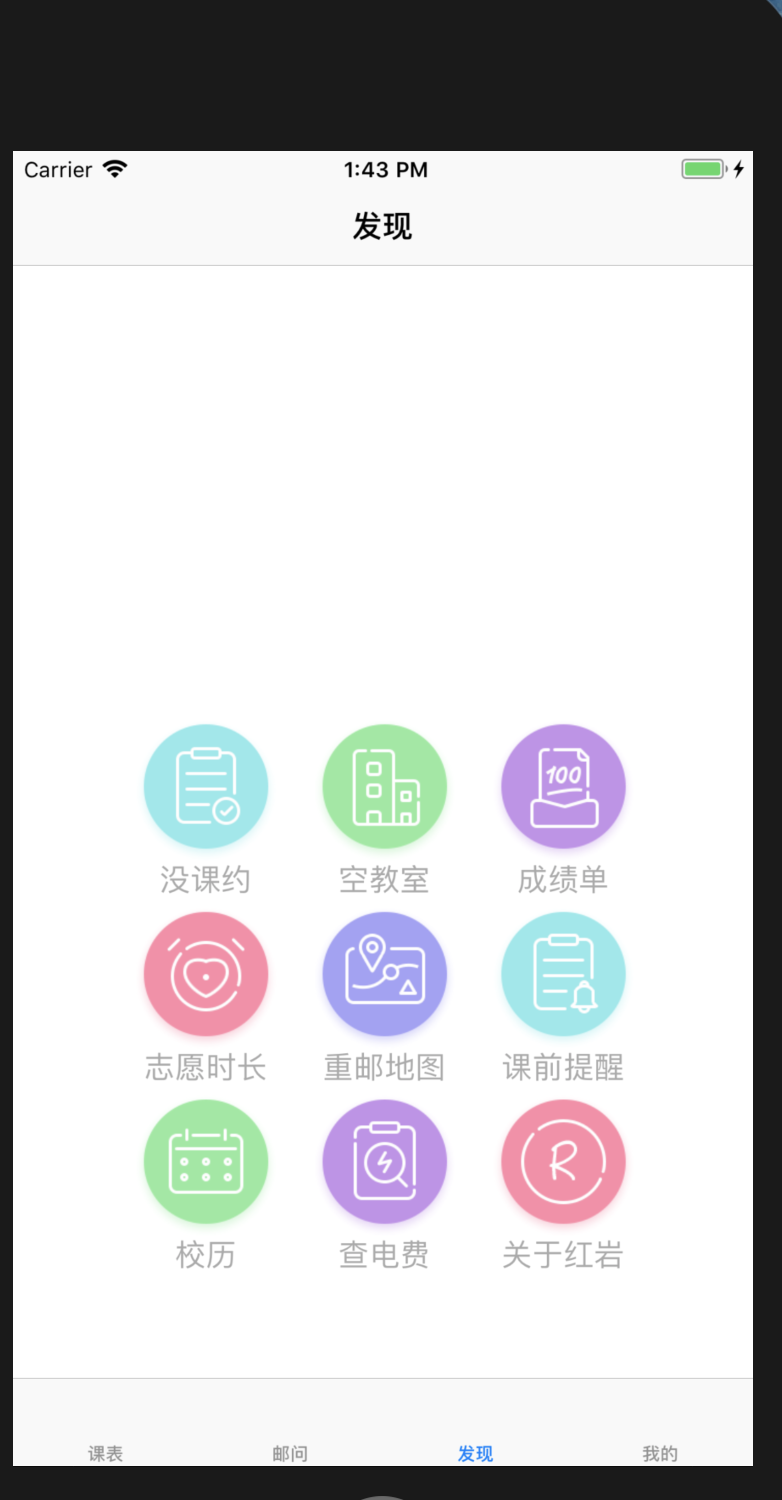 Carrier 1:43 PM
发现
100
没课约 空教室 成绩单
志愿时长 重邮地图 课前提醒
R
校历 查电费 关于红岩
课表 邮问 发现 我的